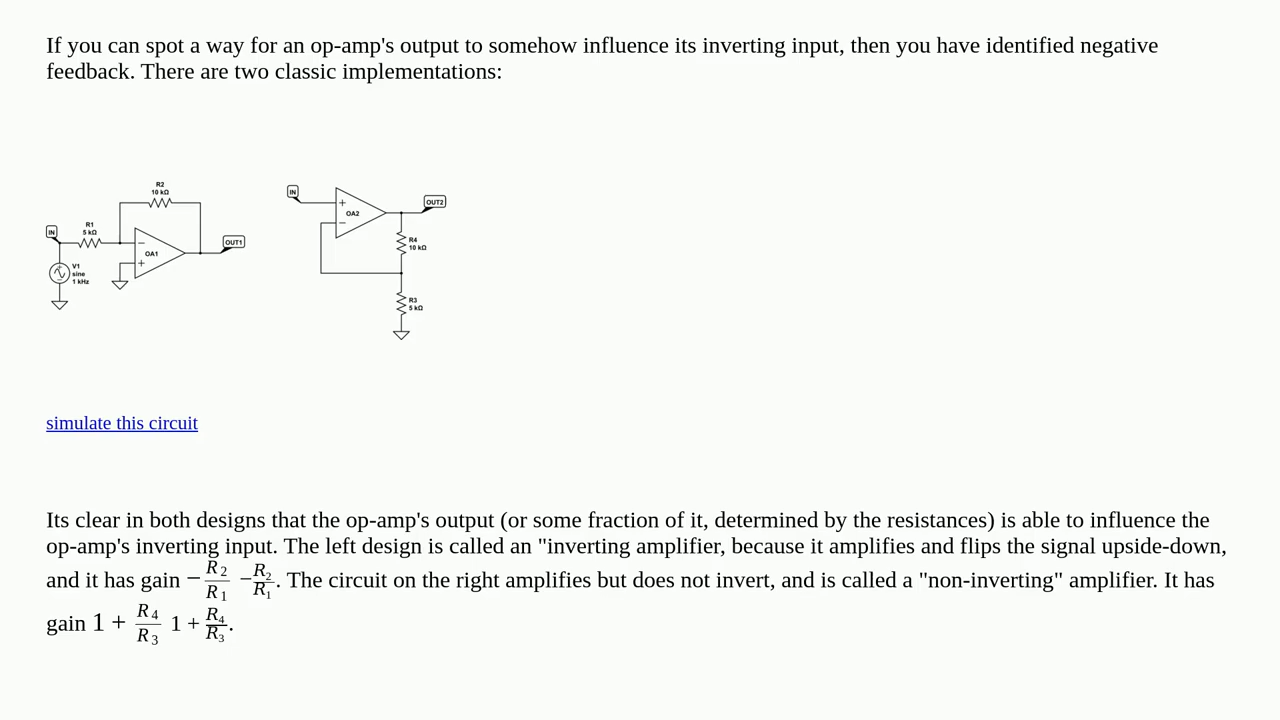 If you can spot a way for an op-amp's output to somehow influence its inverting input, then you have identified negative
feedback. There are two classic implementations:
R2
10 kΩ
IN
R1
5 kΩ
−
+
OA1
OUT1
V1
sine
1 kHz
IN
+
−
OA2
OUT2
R4
10 kΩ
R3
5 kΩ
simulate this circuit
Its clear in both designs that the op-amp's output (or some fraction of it, determined by the resistances) is able to influence the
op-amp's inverting input. The left design is called an "inverting amplifier, because it amplifies and flips the signal upside-down,
and it has gain −R2/R1 −R2/R1. The circuit on the right amplifies but does not invert, and is called a "non-inverting" amplifier. It has
gain 1 + R4/R3 1 + R4/R3.